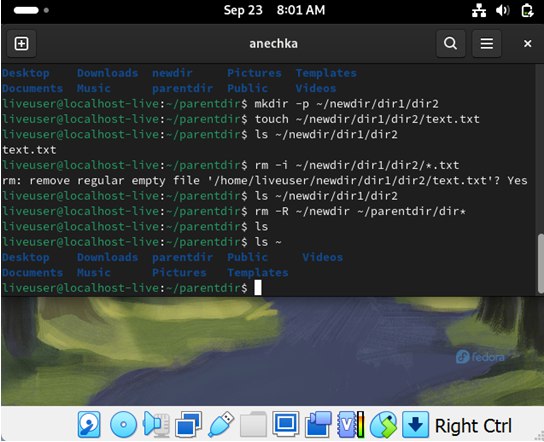 Sep 23 8:01 AM
anechka
Desktop Downloads newdir Pictures Templates
Documents Music parentdir Public Videos
liveuser@localhost-live:~/parentdir$ mkdir -p ~/newdir/dir1/dir2
liveuser@localhost-live:~/parentdir$ touch ~/newdir/dir1/dir2/text.txt
liveuser@localhost-live:~/parentdir$ ls ~/newdir/dir1/dir2
text.txt
liveuser@localhost-live:~/parentdir$ rm -i ~/newdir/dir1/dir2/*.txt
rm: remove regular empty file '/home/liveuser/newdir/dir1/dir2/text.txt'? Yes
liveuser@localhost-live:~/parentdir$ ls ~/newdir/dir1/dir2
liveuser@localhost-live:~/parentdir$ rm -R ~/newdir ~/parentdir/dir*
liveuser@localhost-live:~/parentdir$ ls
liveuser@localhost-live:~/parentdir$ ls ~
Desktop Downloads parentdir Public Videos
Documents Music Pictures Templates
liveuser@localhost-live:~/parentdir$
fedora
Right Ctrl